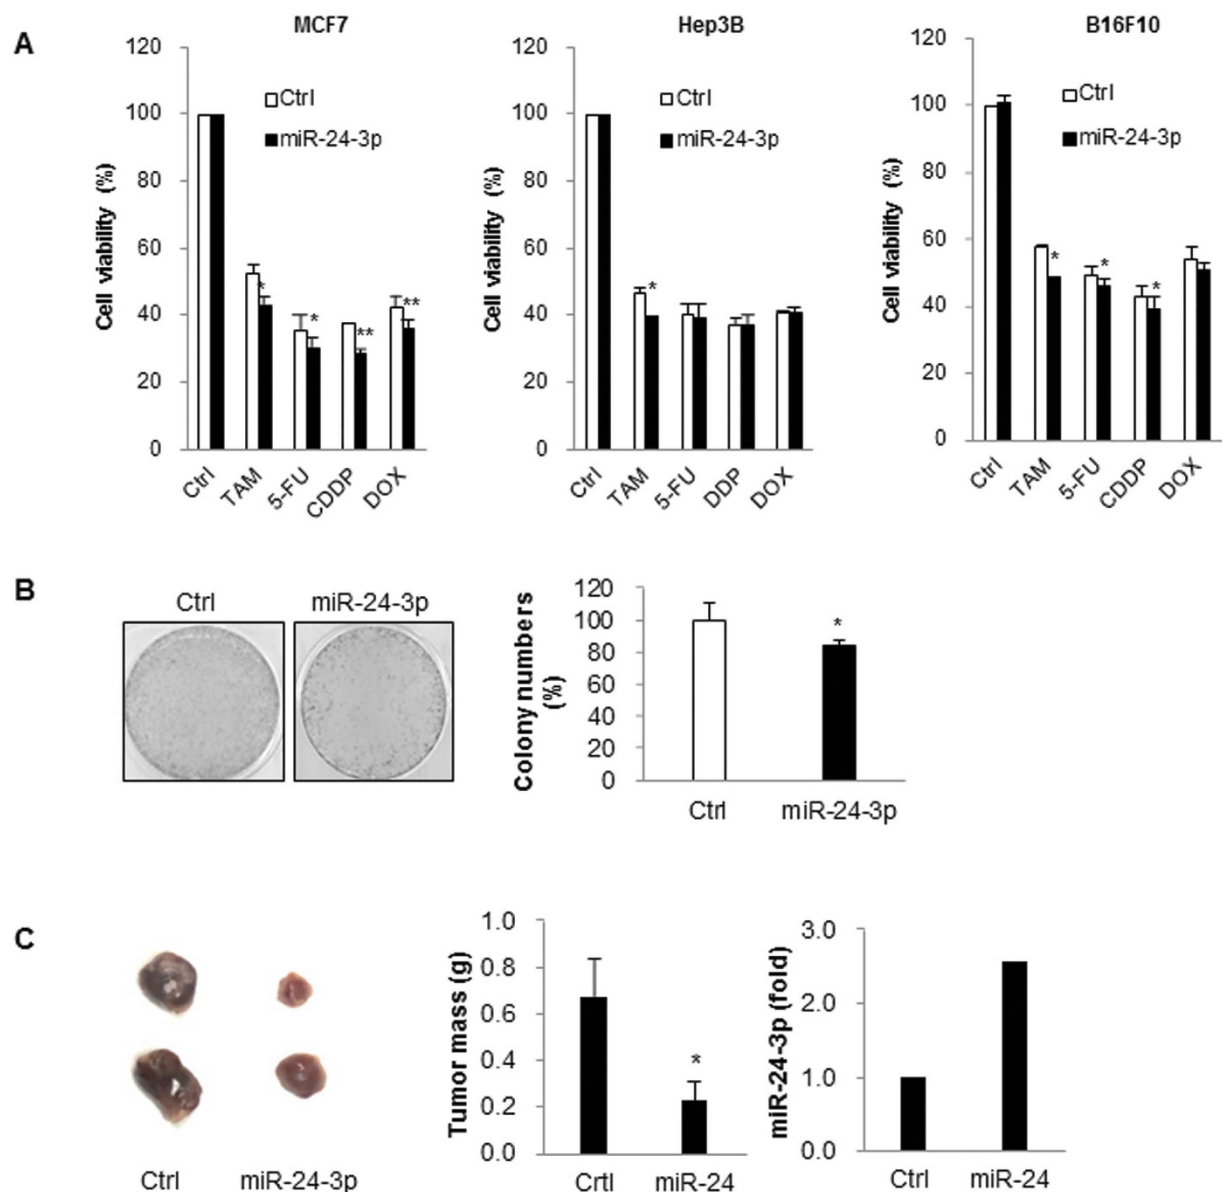 A
MCF7
Cell viability (%)
120
100
80
60
40
20
0
Ctrl
miR-24-3p
*
*
**
**
Ctrl
TAM
5-FU
CDDP
DOX
Hep3B
Cell viability (%)
120
100
80
60
40
20
0
Ctrl
miR-24-3p
*
Ctrl
TAM
5-FU
DDP
DOX
B16F10
Cell viability (%)
120
100
80
60
40
20
0
Ctrl
miR-24-3p
*
*
*
Ctrl
TAM
5-FU
CDDP
DOX
B
Ctrl
miR-24-3p
Colony numbers
(%)
120
100
80
60
40
20
0
*
Ctrl
miR-24-3p
C
Ctrl
miR-24-3p
Tumor mass (g)
1.0
0.8
0.6
0.4
0.2
0.0
*
Crtl
miR-24
miR-24-3p (fold)
3.0
2.0
1.0
0.0
Ctrl
miR-24